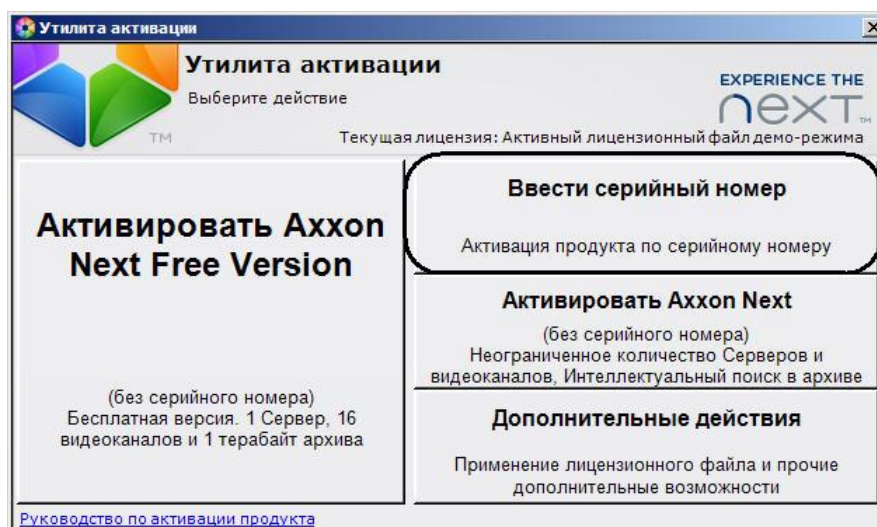 Утилита активации
Утилита активации
Выберите действие
EXPERIENCE THE
next™
TM
Текущая лицензия: Активный лицензионный файл демо-режима
Активировать Axxon
Next Free Version
(без серийного номера)
Бесплатная версия. 1 Сервер, 16
видеоканалов и 1 терабайт архива
Ввести серийный номер
Активация продукта по серийному номеру
Активировать Axxon Next
(без серийного номера)
Неограниченное количество Серверов и
видеоканалов, Интеллектуальный поиск в архиве
Дополнительные действия
Применение лицензионного файла и прочие
дополнительные возможности
Руководство по активации продукта